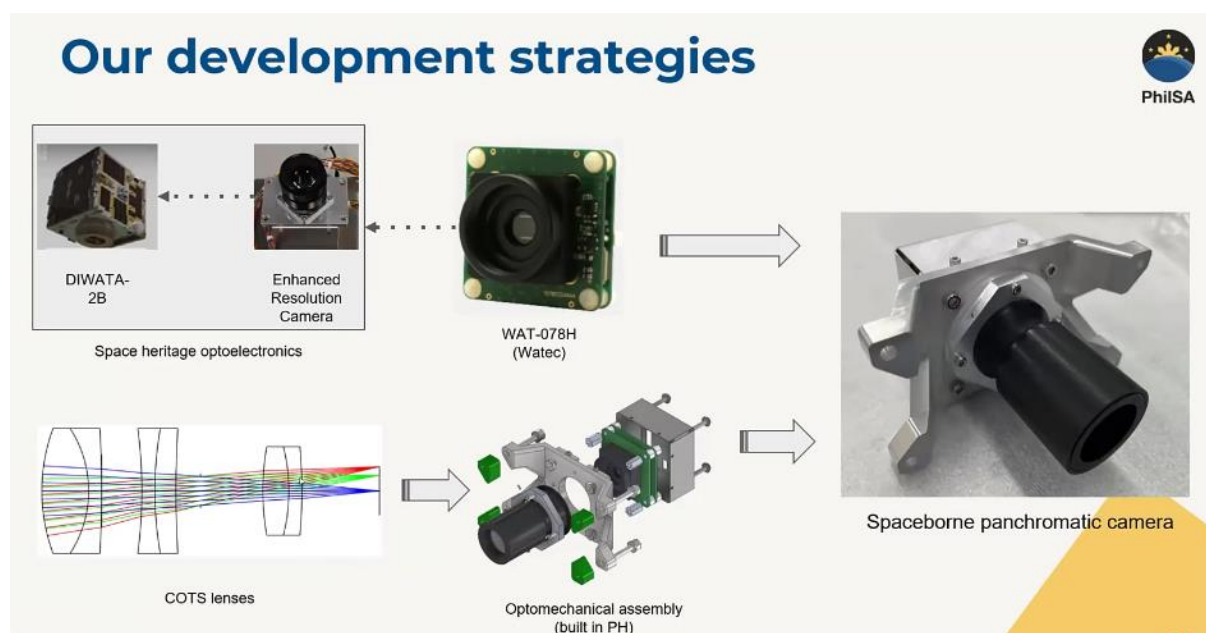 Our development strategies
PhilSA
DIWATA-
2B
Enhanced
Resolution
Camera
Space heritage optoelectronics
WAT-078H
(Watec)
COTS lenses
Optomechanical assembly
(built in PH)
Spaceborne panchromatic camera